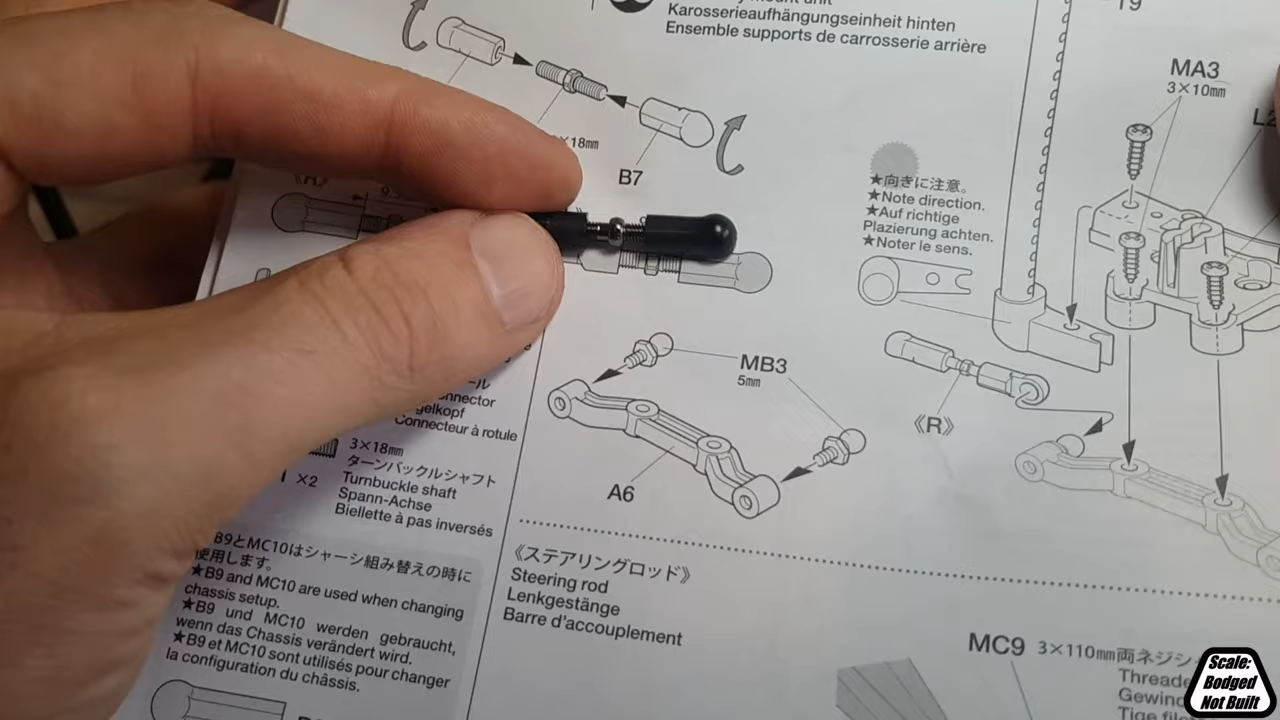 Karosserieaufhängungseinheit hinten
Ensemble supports de carrosserie arrière
MA3
3×10mm
×18mm
B7
★向きに注意。
★Note direction.
★Auf richtige
Plazierung achten.
★Noter le sens.
MB3
5mm
《R》
A6
Connecteur à rotule
3×18mm
ターンバックルシャフト
Turnbuckle shaft
Spann-Achse
Biellette à pas inversés
×2
B9とMC10はシャーシ組み替えの時に
使用します。
★B9 and MC10 are used when changing
chassis setup.
★B9 und MC10 werden gebraucht,
wenn das Chassis verändert wird.
★B9 et MC10 sont utilisés pour changer
la configuration du châssis.
《ステアリングロッド》
Steering rod
Lenkgestänge
Barre d'accouplement
MC9 3×110mm両ネジシ
Threade
Gewind
Tige file
Scale:
Bodged
Not Built